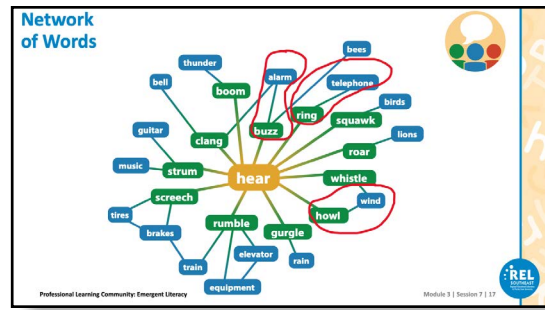 Network
of Words
bees
thunder
alarm
telephone
bell
boom
birds
ring
squawk
buzz
guitar
clang
lions
roar
music
strum
hear
whistle
screech
wind
howl
tires
rumble
gurgle
brakes
elevator
rain
train
equipment
REL
SOUTHEAST
Professional Learning Community: Emergent Literacy
Module 3 | Session 7 | 17